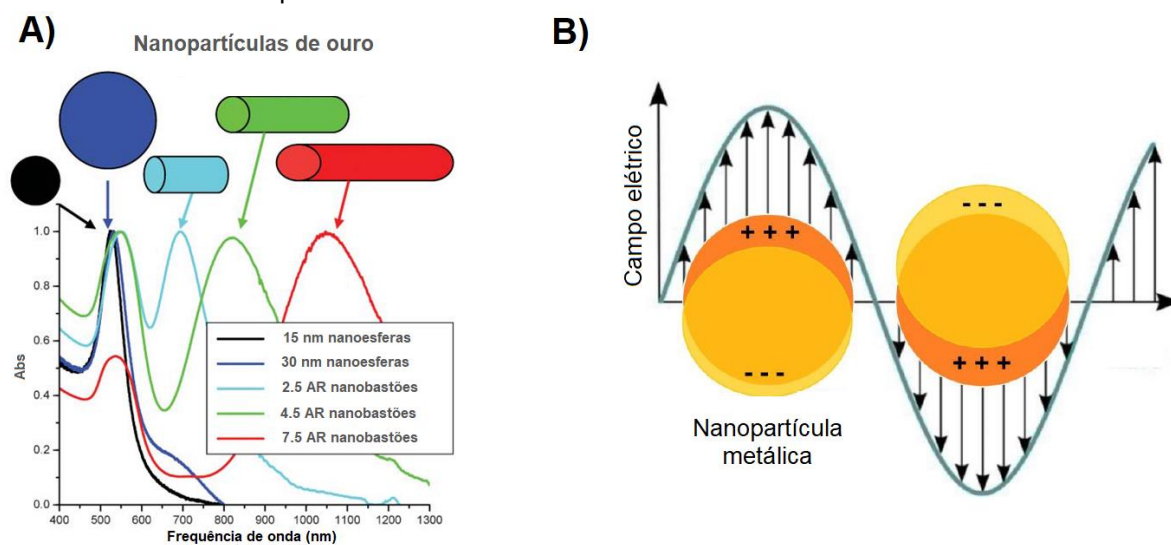 A)
Nanopartículas de ouro
Abs
1.0
0.8
0.6
0.4
0.2
0.0
15 nm nanoesferas
30 nm nanoesferas
2.5 AR nanobastões
4.5 AR nanobastões
7.5 AR nanobastões
400 500 600 700 800 900 1000 1100 1200 1300
Frequência de onda (nm)
B)
Campo elétrico
+ + +
- - -
- - -
+ + +
Nanopartícula
metálica